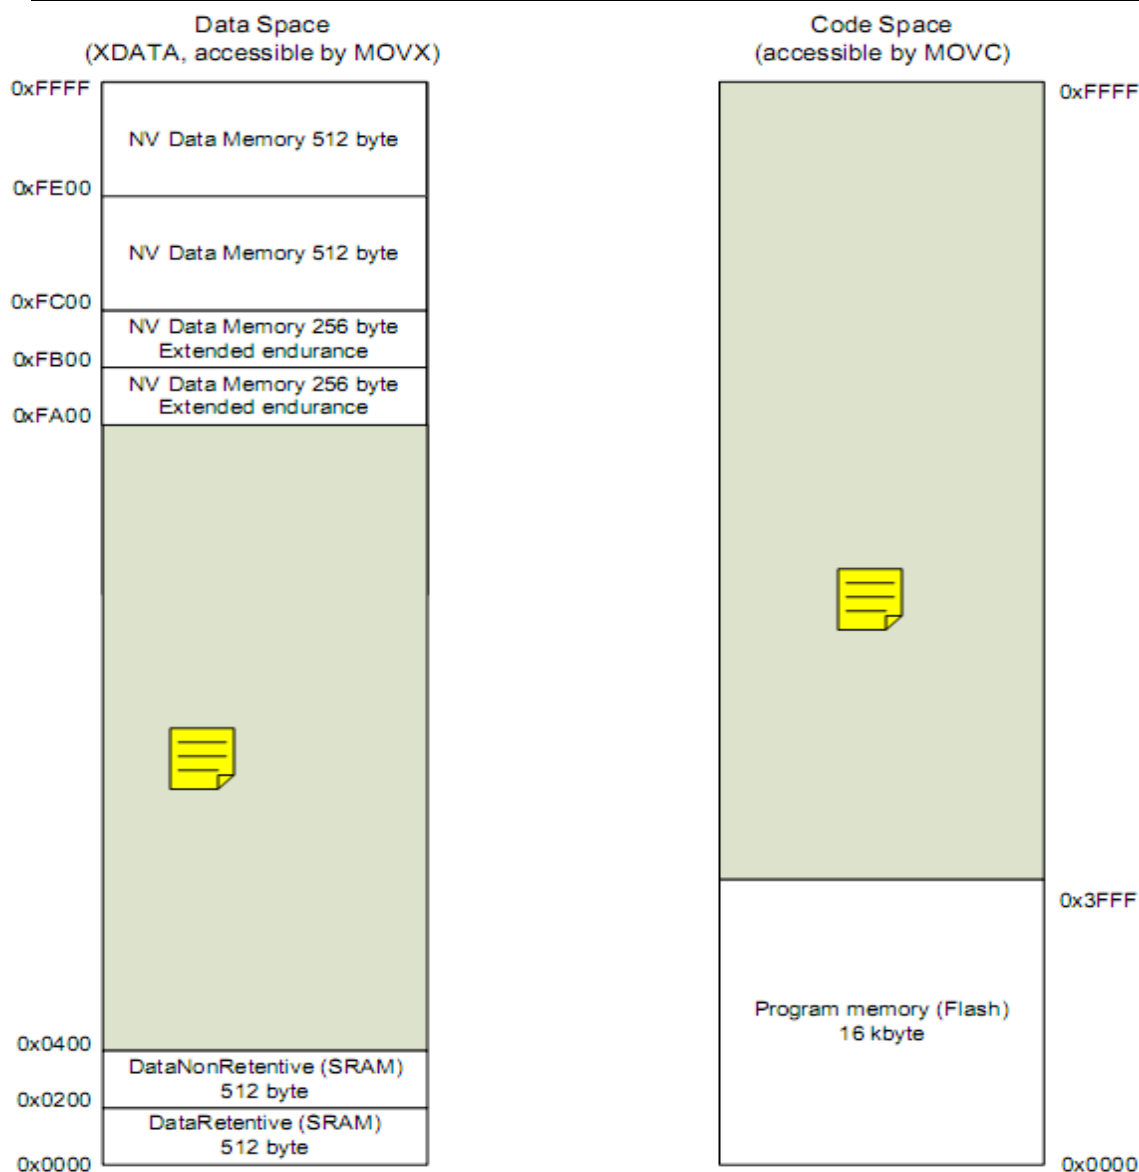 Data Space
(XDATA, accessible by MOVX)
0xFFFF
NV Data Memory 512 byte
0xFE00
NV Data Memory 512 byte
0xFC00
NV Data Memory 256 byte
Extended endurance
0xFB00
NV Data Memory 256 byte
Extended endurance
0xFA00
0x0400
DataNonRetentive (SRAM)
512 byte
0x0200
DataRetentive (SRAM)
512 byte
0x0000
Code Space
(accessible by MOVC)
0xFFFF
0x3FFF
Program memory (Flash)
16 kbyte
0x0000